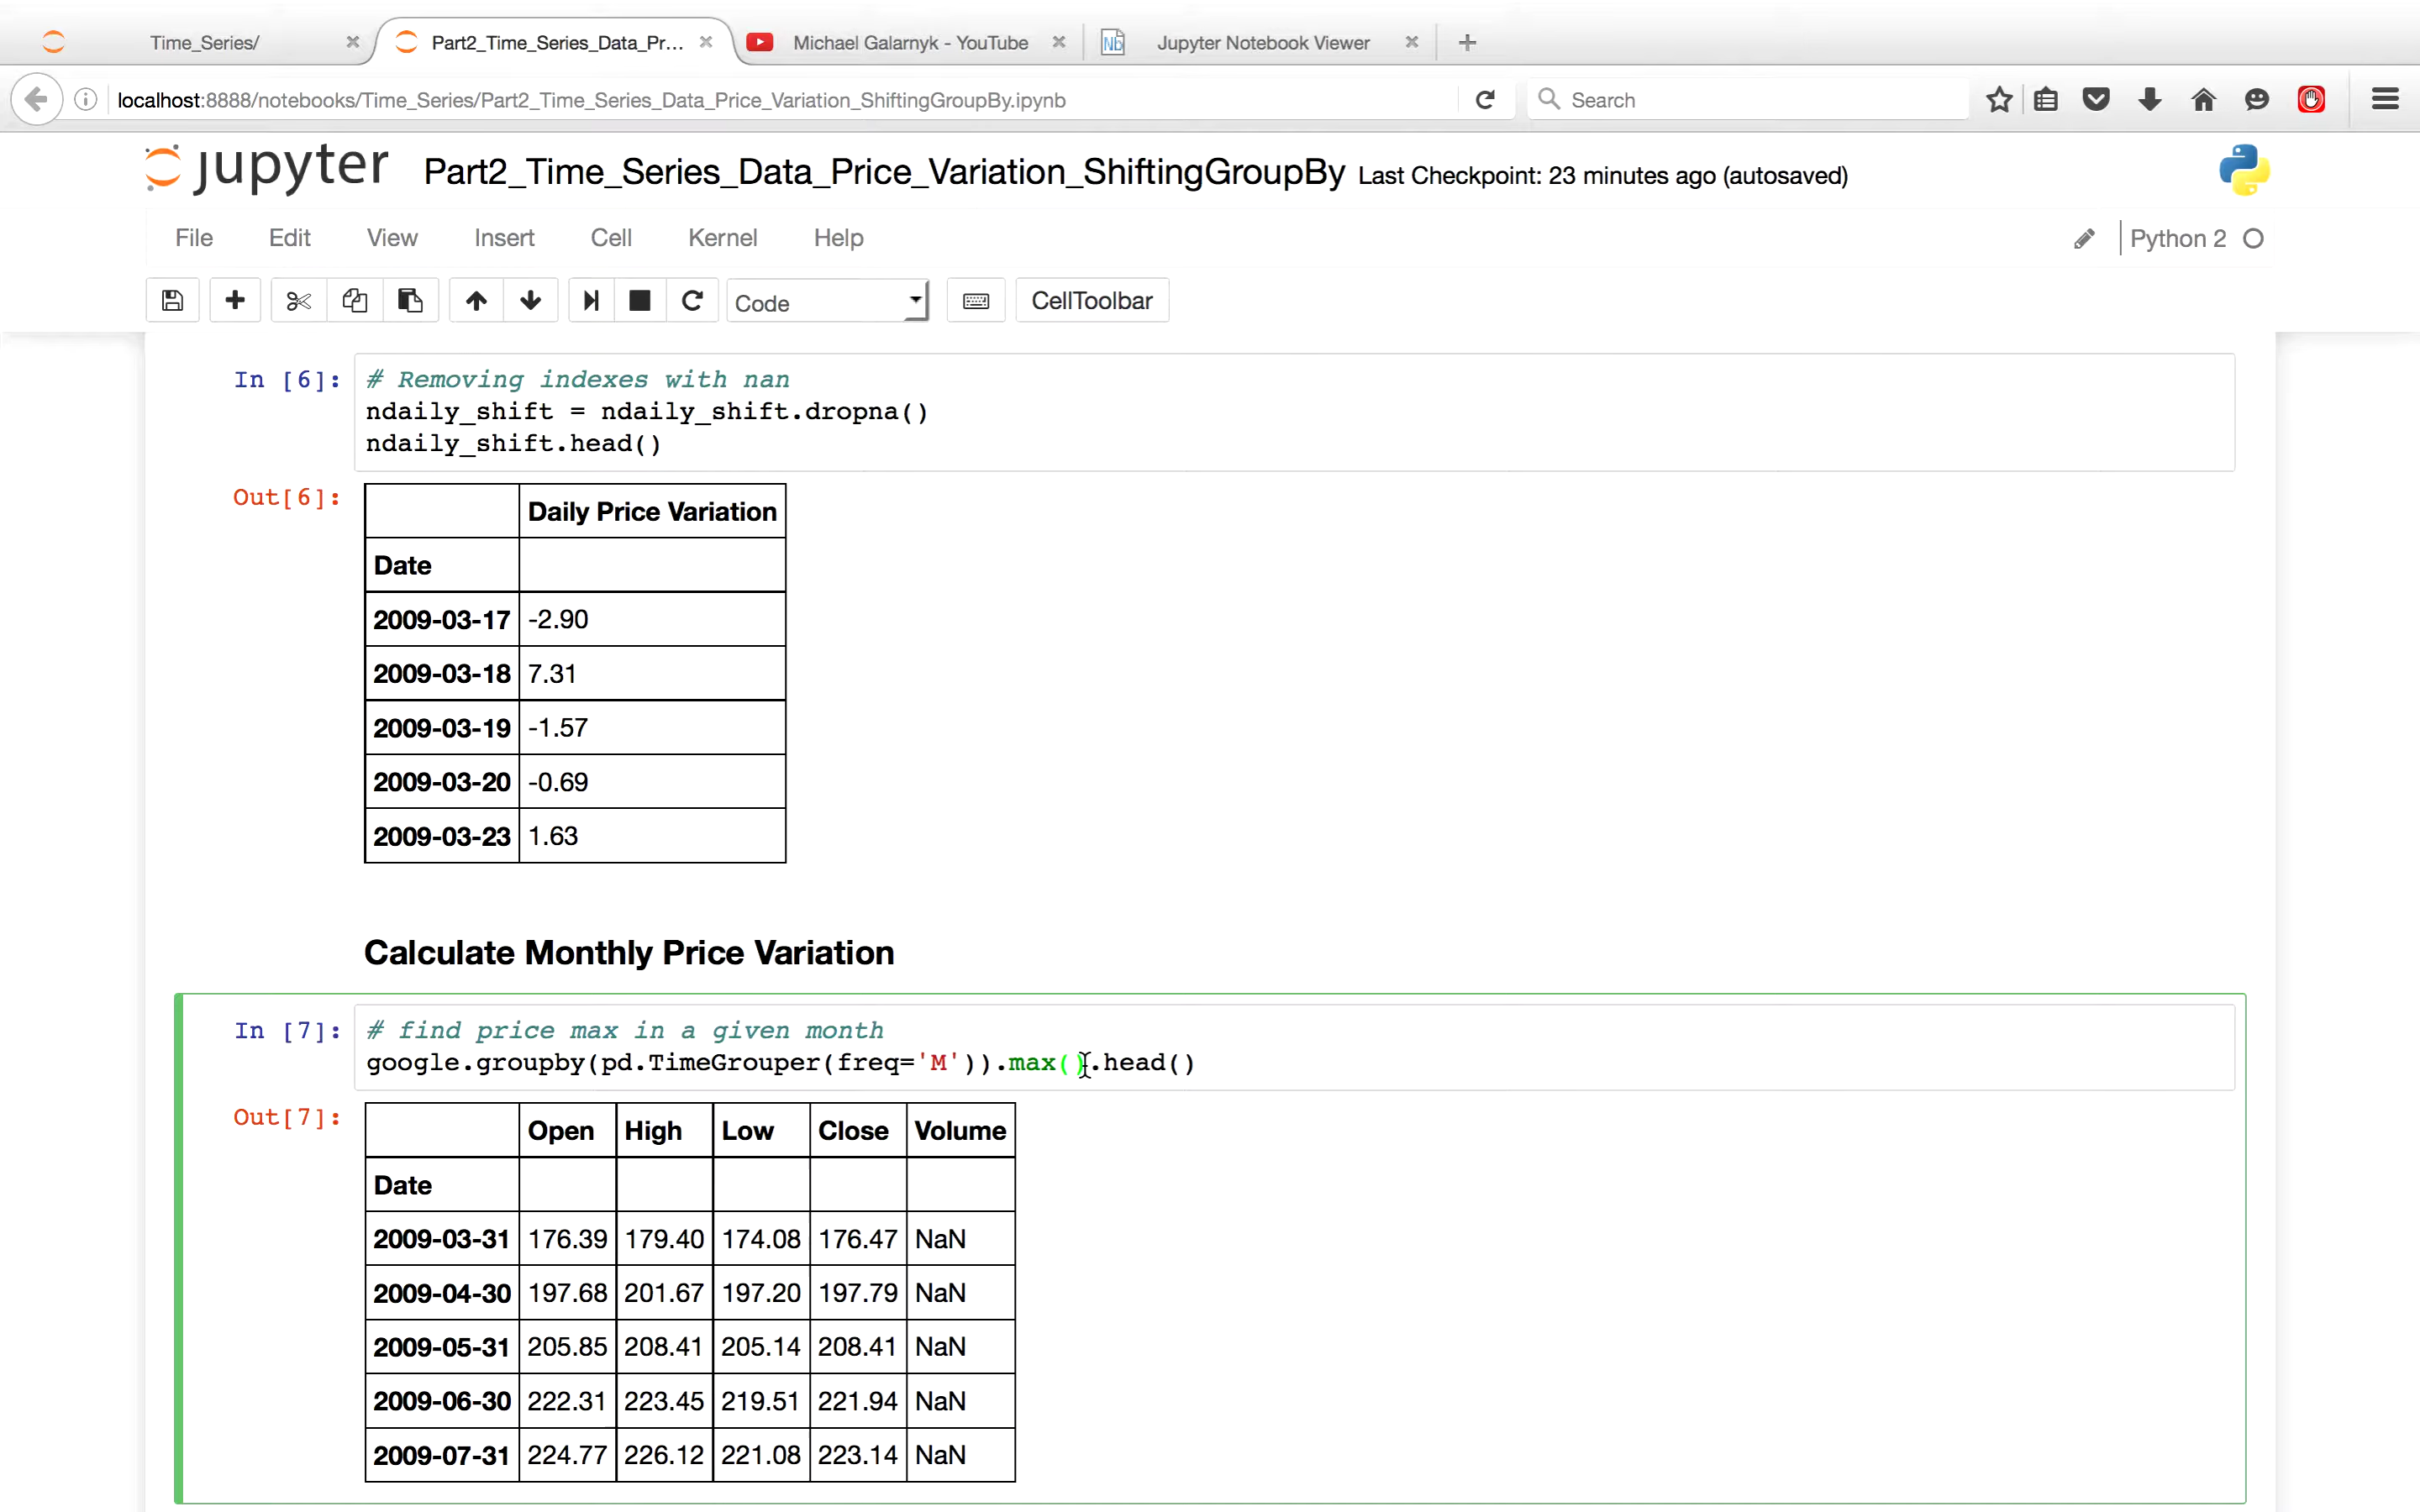 Time_Series/
Part2_Time_Series_Data_Pr...
Michael Galarnyk - YouTube
Nb Jupyter Notebook Viewer
localhost:8888/notebooks/Time_Series/Part2_Time_Series_Data_Price_Variation_ShiftingGroupBy.ipynb
Search
jupyter Part2_Time_Series_Data_Price_Variation_ShiftingGroupBy Last Checkpoint: 23 minutes ago (autosaved)
File Edit View Insert Cell Kernel Help Python 2
Code CellToolbar
In [6]: # Removing indexes with nan
ndaily_shift = ndaily_shift.dropna()
ndaily_shift.head()
Out[6]:
Daily Price Variation
Date
2009-03-17 -2.90
2009-03-18 7.31
2009-03-19 -1.57
2009-03-20 -0.69
2009-03-23 1.63
Calculate Monthly Price Variation
In [7]: # find price max in a given month
google.groupby(pd.TimeGrouper(freq='M')).max().head()
Out[7]:
Open High Low Close Volume
Date
2009-03-31 176.39 179.40 174.08 176.47 NaN
2009-04-30 197.68 201.67 197.20 197.79 NaN
2009-05-31 205.85 208.41 205.14 208.41 NaN
2009-06-30 222.31 223.45 219.51 221.94 NaN
2009-07-31 224.77 226.12 221.08 223.14 NaN